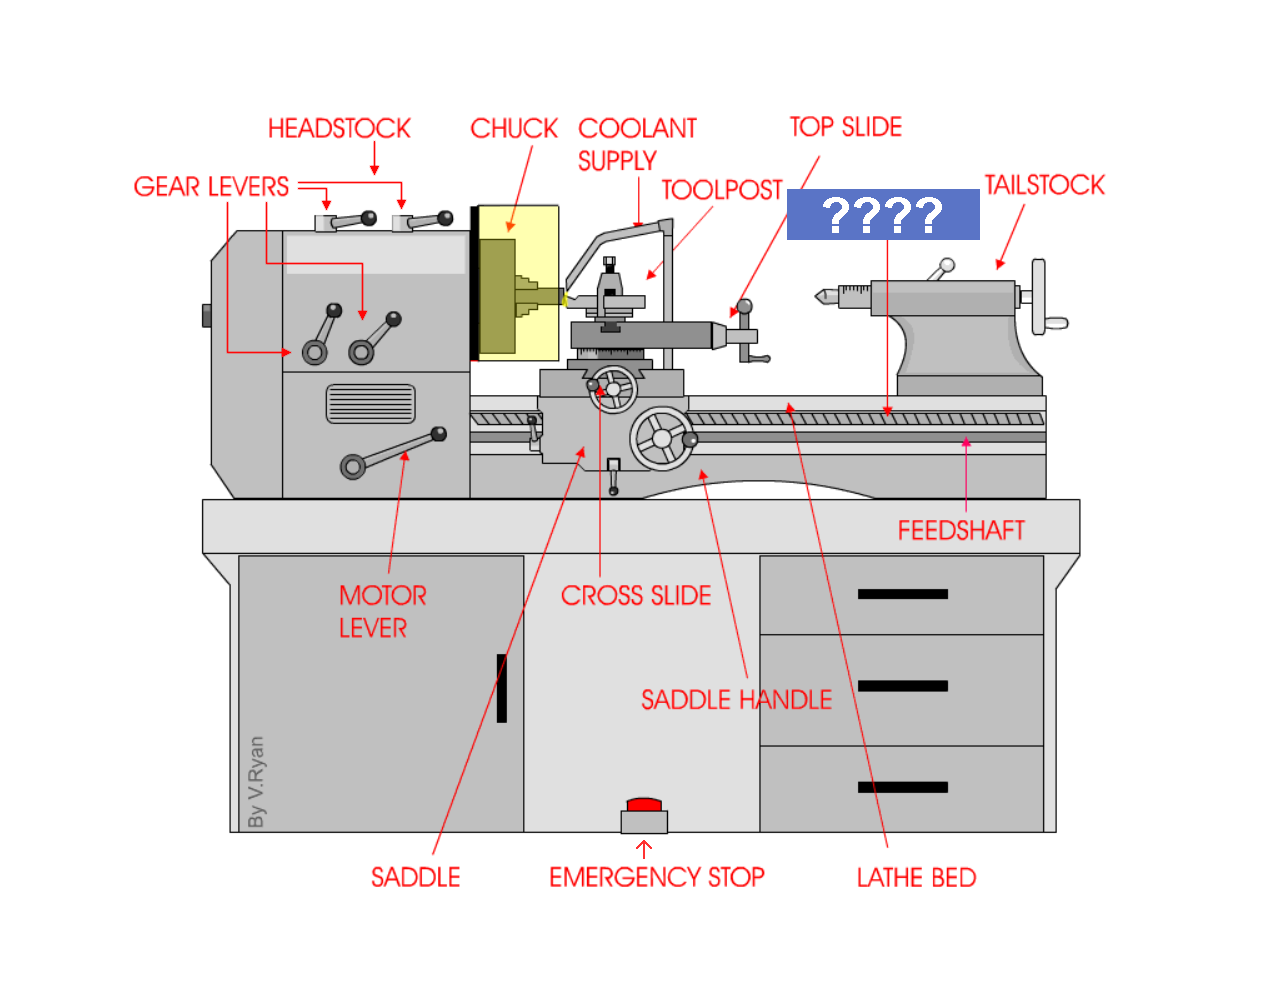 HEADSTOCK
CHUCK
COOLANT
SUPPLY
TOP SLIDE
GEAR LEVERS
TOOLPOST
????
TAILSTOCK
FEEDSHAFT
MOTOR
LEVER
CROSS SLIDE
SADDLE HANDLE
By V.Ryan
SADDLE
EMERGENCY STOP
LATHE BED